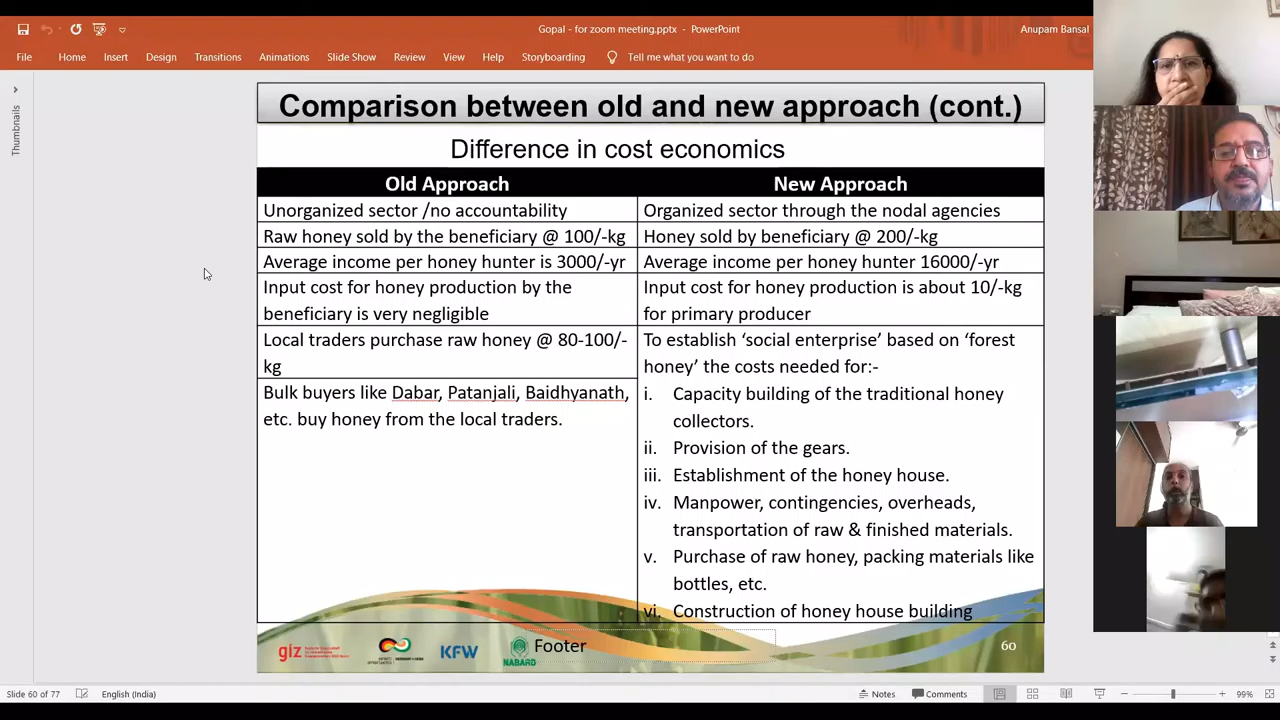 Gopal - for zoom meeting.pptx - PowerPoint
Anupam Bansal
File Home Insert Design Transitions Animations Slide Show Review View Help Storyboarding Tell me what you want to do
Thumbnails
Comparison between old and new approach (cont.)
Difference in cost economics
Old Approach
New Approach
Unorganized sector /no accountability
Organized sector through the nodal agencies
Raw honey sold by the beneficiary @ 100/-kg
Honey sold by beneficiary @ 200/-kg
Average income per honey hunter is 3000/-yr
Average income per honey hunter 16000/-yr
Input cost for honey production by the
beneficiary is very negligible
Input cost for honey production is about 10/-kg
for primary producer
Local traders purchase raw honey @ 80-100/-
kg
Bulk buyers like Dabar, Patanjali, Baidhyanath,
etc. buy honey from the local traders.
To establish ‘social enterprise’ based on ‘forest
honey’ the costs needed for:-
i. Capacity building of the traditional honey
collectors.
ii. Provision of the gears.
iii. Establishment of the honey house.
iv. Manpower, contingencies, overheads,
transportation of raw & finished materials.
v. Purchase of raw honey, packing materials like
bottles, etc.
vi. Construction of honey house building
giz
KFW
NABARD
Footer
60
Slide 60 of 77
English (India)
Notes
Comments
99%